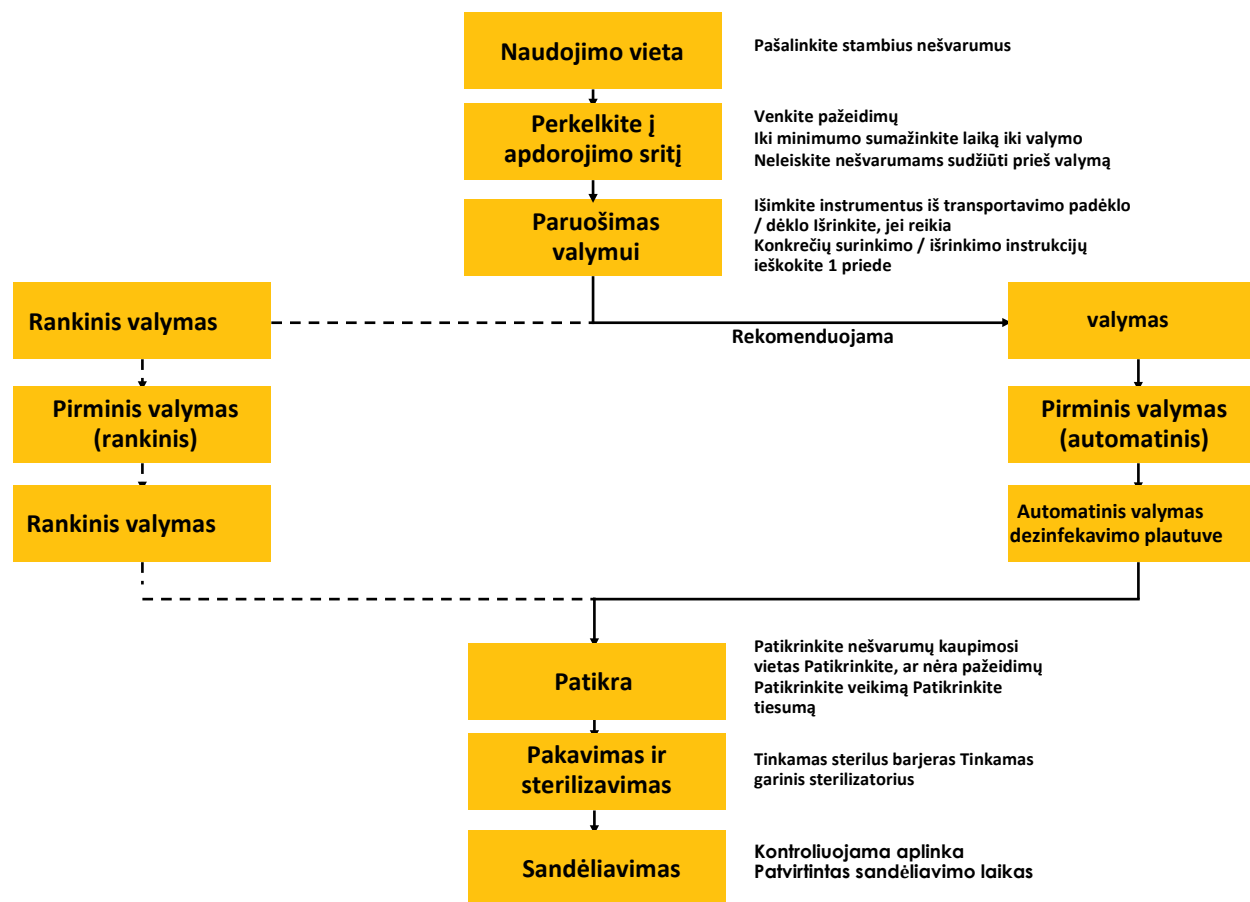 Naudojimo vieta
Pašalinkite stambius nešvarumus
Perkelkite į
apdorojimo sritį
Venkite pažeidimų
Iki minimumo sumažinkite laiką iki valymo
Neleiskite nešvarumams sudžiūti prieš valymą
Paruošimas
valymui
Išimkite instrumentus iš transportavimo padėklo
/ dėklo Išrinkite, jei reikia
Konkrečių surinkimo / išrinkimo instrukcijų
ieškokite 1 priede
Rankinis valymas
Rekomenduojama
valymas
Pirminis valymas
(rankinis)
Pirminis valymas
(automatinis)
Rankinis valymas
Automatinis valymas
dezinfekavimo plautuve
Patikra
Patikrinkite nešvarumų kaupimosi
vietas Patikrinkite, ar nėra pažeidimų
Patikrinkite veikimą Patikrinkite
tiesumą
Pakavimas ir
sterilizavimas
Tinkamas sterilus barjeras Tinkamas
garinis sterilizatorius
Sandėliavimas
Kontroliuojama aplinka
Patvirtintas sandėliavimo laikas